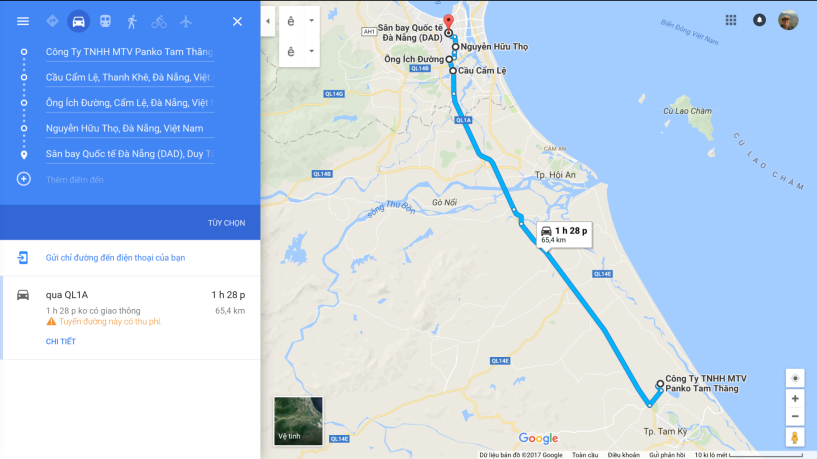 Công Ty TNHH MTV Panko Tam Thăng
Cầu Cẩm Lệ, Thanh Khê, Đà Nẵng, Việt
Ông Ích Đường, Cẩm Lệ, Đà Nẵng, Việt
Nguyễn Hữu Thọ, Đà Nẵng, Việt Nam
Sân bay Quốc tế Đà Nẵng (DAD), Duy T
Thêm điểm đến
TÙY CHỌN
Gửi chỉ đường đến điện thoại của bạn
qua QL1A
1 h 28 p
1 h 28 p ko có giao thông
65,4 km
Tuyến đường này có thu phí.
CHI TIẾT
ê
ê
Sân bay Quốc tế
Đà Nẵng (DAD)
AH1
Nguyễn Hữu Thọ
Ông Ích Đường
QL14B
Cầu Cẩm Lệ
QL14G
QL1A
Biển Đông Việt Nam
Cù Lao Chàm
CÙ LAO CHÀM
CẨM AN
QL14B
Tp. Hội An
sông Thu Bồn
Gò Nổi
1 h 28 p
65,4 km
QL14E
QL14E
Công Ty TNHH MTV
Panko Tam Thăng
Tp. Tam Kỳ
QL14E
Vệ tinh
Google
Dữ liệu bản đồ ©2017 Google
Toàn cầu
Điều khoản
Gửi phản hồi
10 ki lô mét